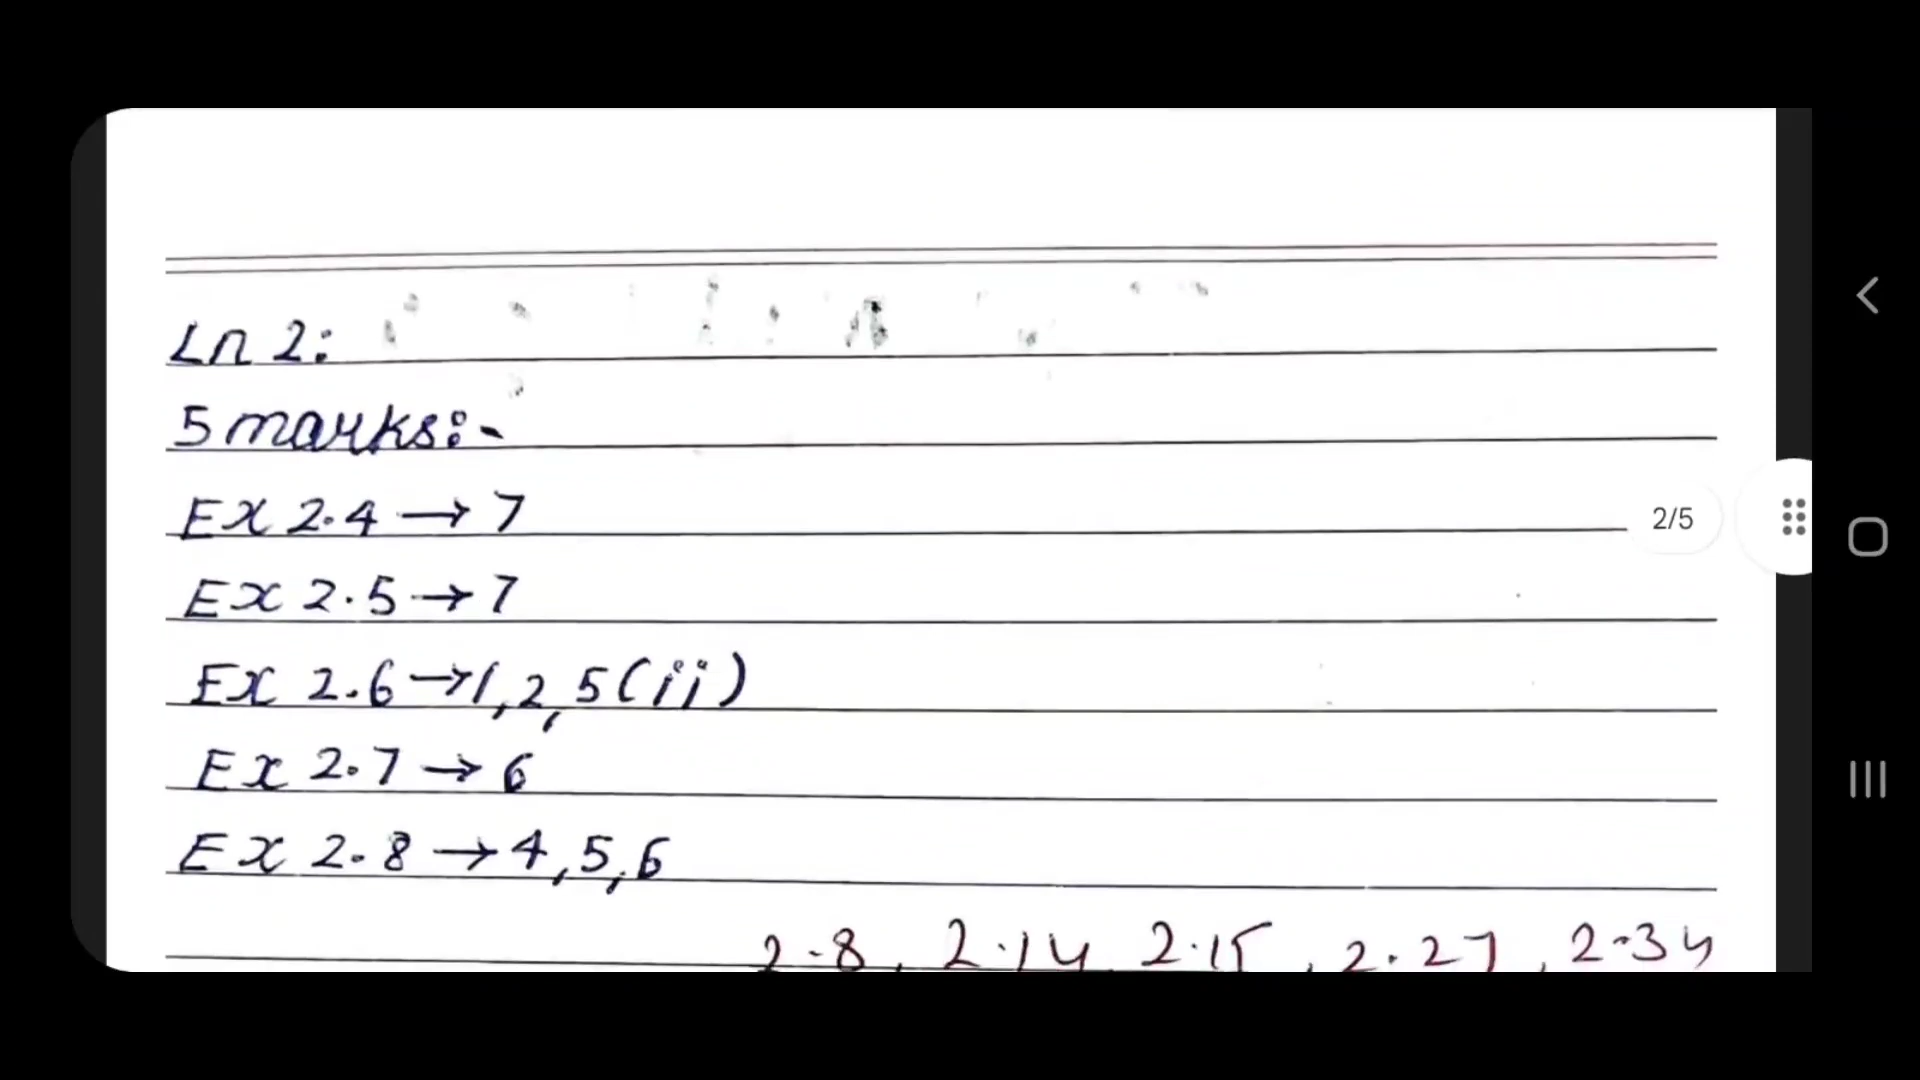 Ln 2:
5 marks:-
Ex 2.4 → 7
2/5
Ex 2.5 → 7
Ex 2.6 → 1, 2, 5(ii)
Ex 2.7 → 6
Ex 2.8 → 4, 5, 6
2.8, 2.14 2.15, 2.27, 2.34